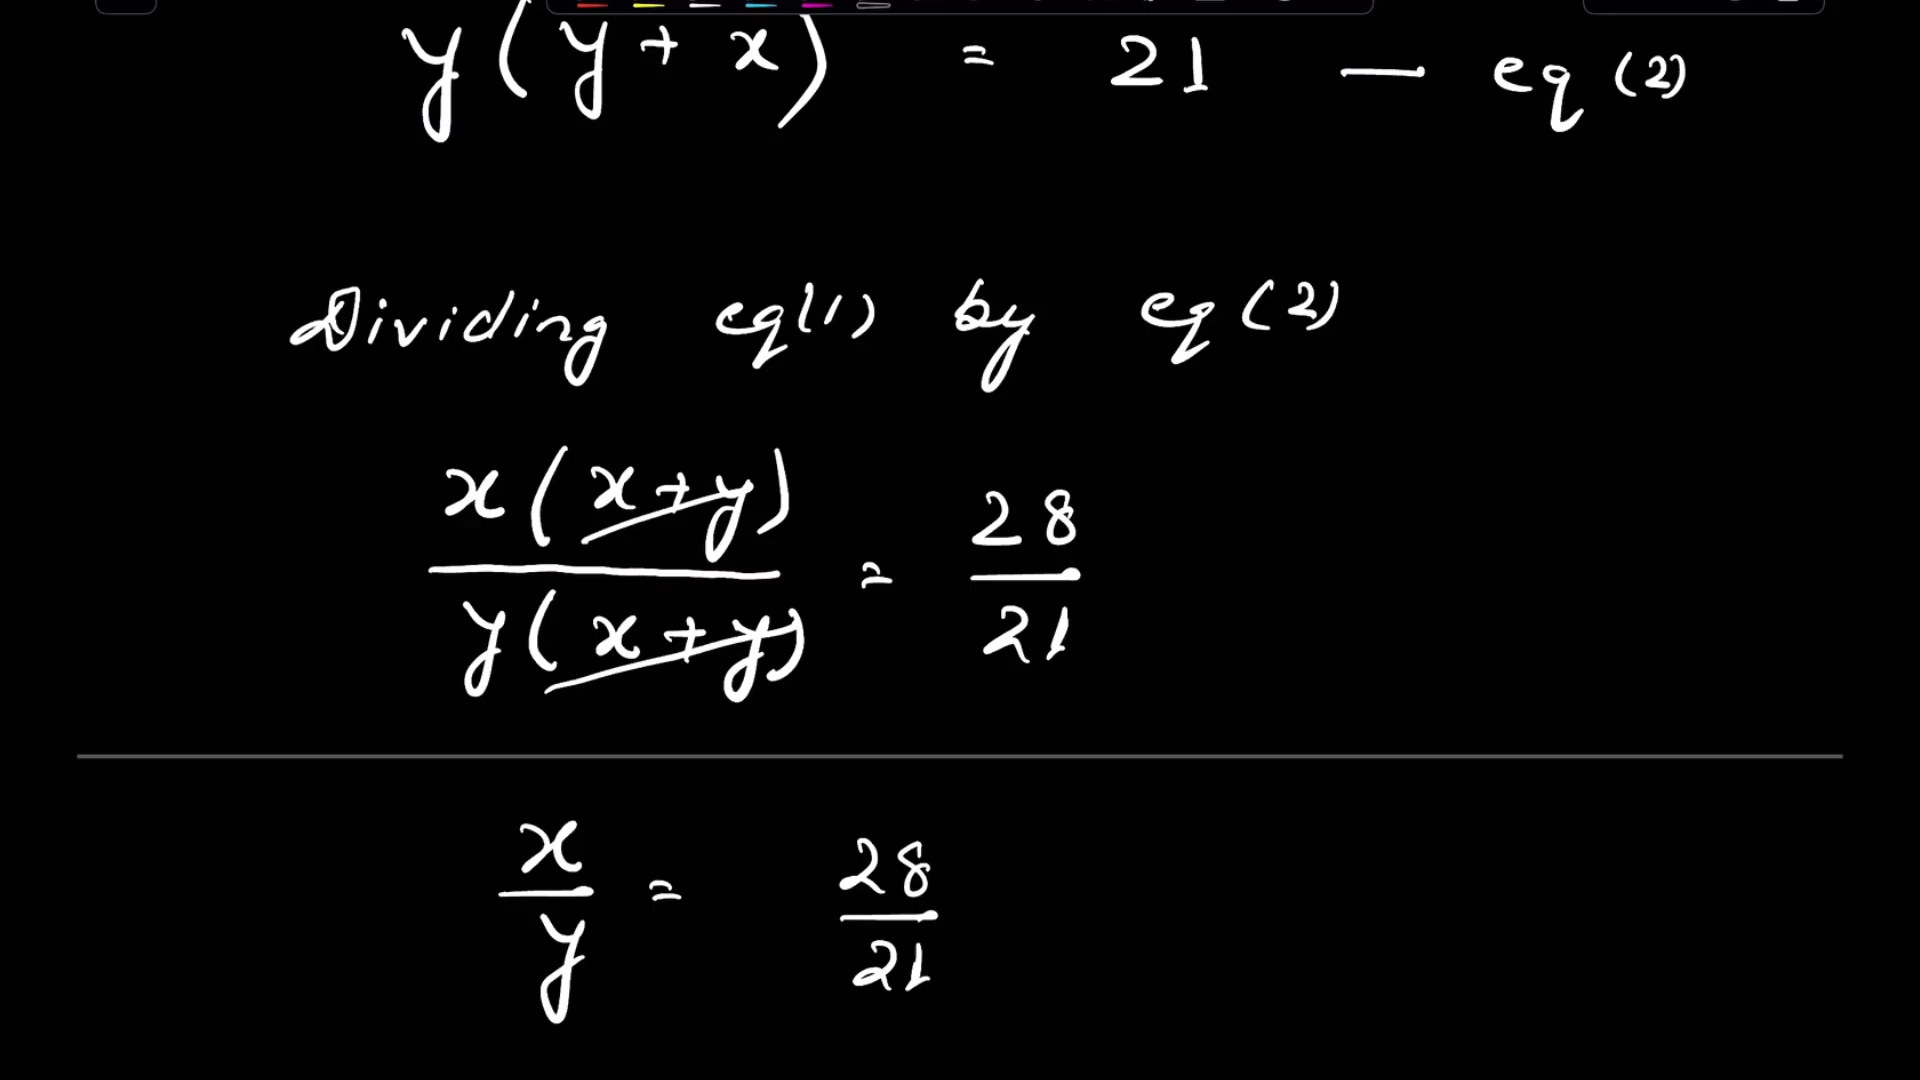 y(y+x) = 21 — eq(2)
Dividing eq(1) by eq(2)
x(x+y)/y(x+y) = 28/21
x/y = 28/21